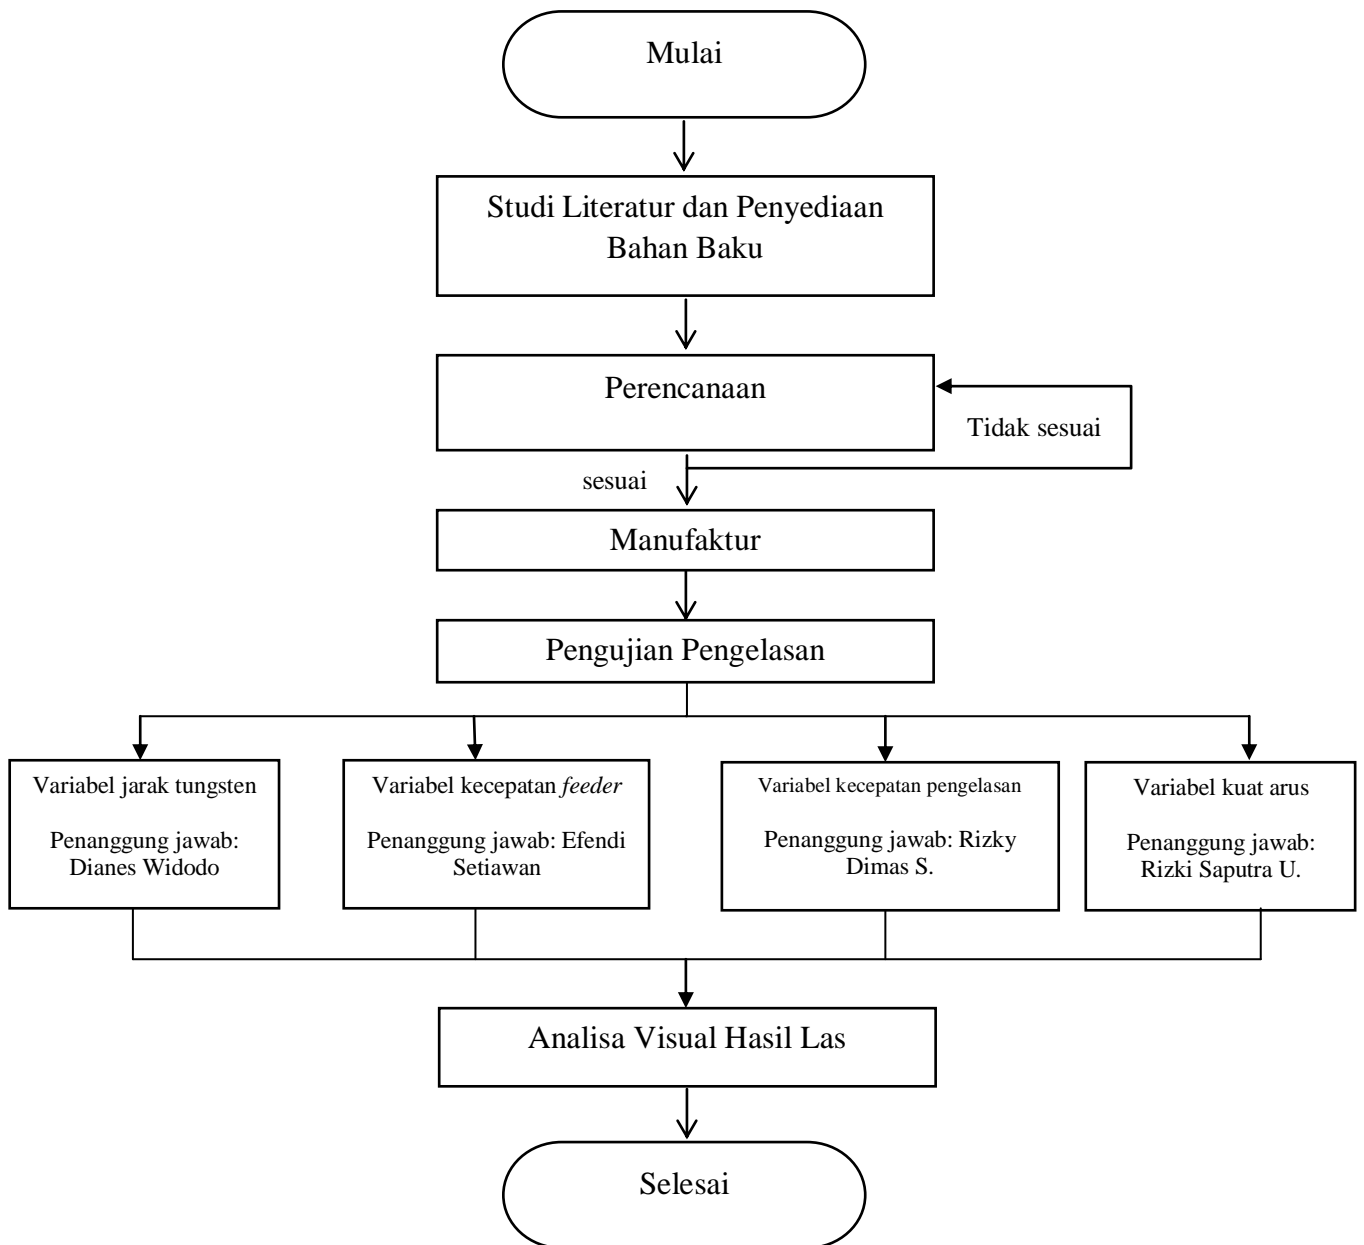 Mulai
Studi Literatur dan Penyediaan
Bahan Baku
Perencanaan
Tidak sesuai
sesuai
Manufaktur
Pengujian Pengelasan
Variabel jarak tungsten
Penanggung jawab:
Dianes Widodo
Variabel kecepatan feeder
Penanggung jawab: Efendi
Setiawan
Variabel kecepatan pengelasan
Penanggung jawab: Rizky
Dimas S.
Variabel kuat arus
Penanggung jawab:
Rizki Saputra U.
Analisa Visual Hasil Las
Selesai